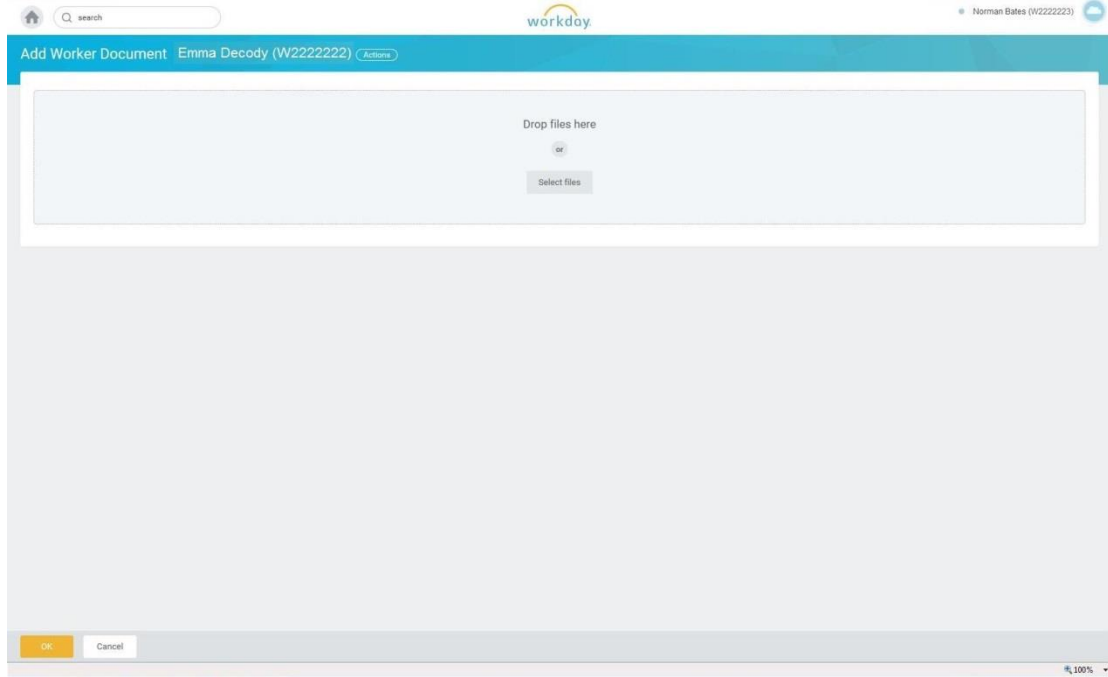 search
workday.
Norman Bates (W2222223)
Add Worker Document Emma Decody (W2222222) Actions
Drop files here
or
Select files
OK
Cancel
100%